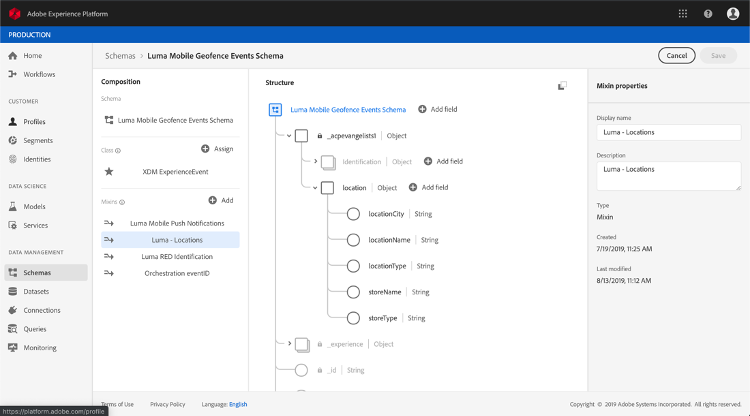 Adobe Experience Platform
PRODUCTION
Home
Workflows
CUSTOMER
Profiles
Segments
Identities
DATA SCIENCE
Models
Services
DATA MANAGEMENT
Schemas
Datasets
Connections
Queries
Monitoring
https://platform.adobe.com/profile
Schemas > Luma Mobile Geofence Events Schema
Cancel
Save
Composition
Schema
Luma Mobile Geofence Events Schema
Class
Assign
XDM ExperienceEvent
Mixins
Add
Luma Mobile Push Notifications
Luma - Locations
Luma RED Identification
Orchestration eventID
Structure
Luma Mobile Geofence Events Schema Add field
_acpevangelists1 | Object
Identification | Object Add field
location | Object Add field
locationCity | String
locationName | String
locationType | String
storeName | String
storeType | String
_experience | Object
_id | String
Mixin properties
Display name
Luma - Locations
Description
Luma - Locations
Type
Mixin
Created
7/19/2019, 11:25 AM
Last modified
8/13/2019, 11:12 AM
Terms of Use Privacy Policy Language: English Copyright © 2019 Adobe Systems Incorporated. All rights reserved.